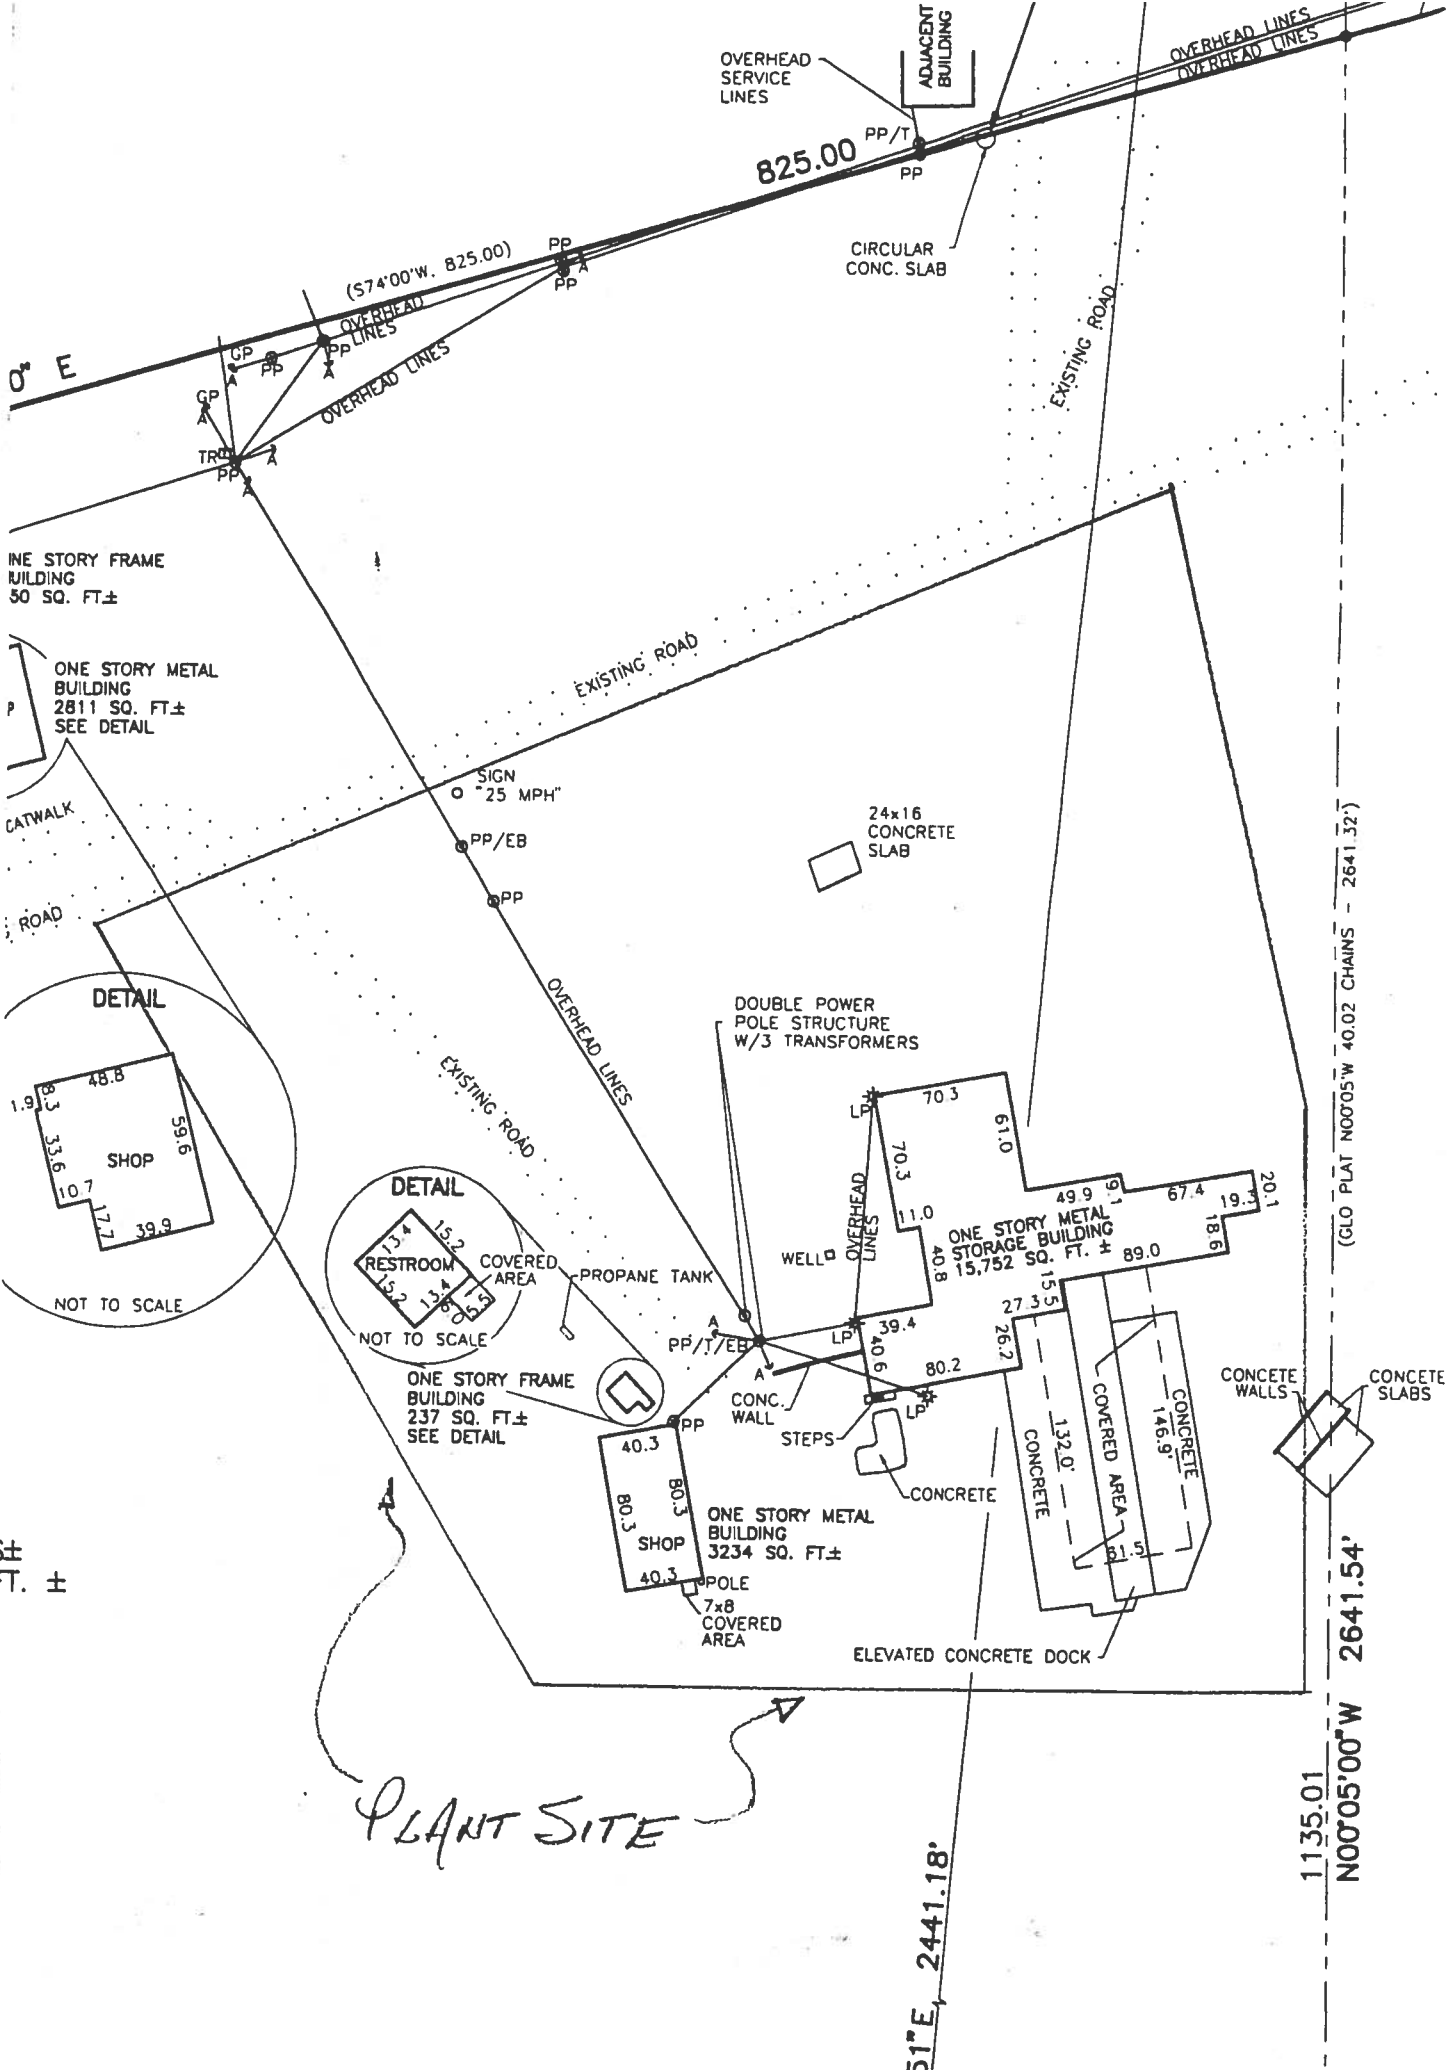 ADJACENT
BUILDING
OVERHEAD
SERVICE
LINES
OVERHEAD LINES
OVERHEAD LINES
PP/T
PP
825.00
CIRCULAR
CONC. SLAB
(S74°00'W, 825.00)
PP
A
PP
OVERHEAD
LINES
OVERHEAD LINES
EXISTING ROAD
0" E
GP
A
PP
PP
A
GP
A
TR
PP
A
A
INE STORY FRAME
UILDING
50 SQ. FT.±
ONE STORY METAL
BUILDING
2811 SQ. FT.±
SEE DETAIL
P
EXISTING ROAD
SIGN
"25 MPH"
PP/EB
PP
24x16
CONCRETE
SLAB
CATWALK
ROAD
(GLO PLAT N00°05'W 40.02 CHAINS - 2641.32')
DETAIL
48.8
1.9
8.3
33.6
59.6
SHOP
10.7
17.7
39.9
NOT TO SCALE
OVERHEAD LINES
EXISTING ROAD
DOUBLE POWER
POLE STRUCTURE
W/3 TRANSFORMERS
DETAIL
13.4
15.2
RESTROOM
15.2
13.4
6.0
5.5
COVERED
AREA
NOT TO SCALE
PROPANE TANK
LP
70.3
61.0
70.3
11.0
40.8
49.9
9.1
67.4
20.1
19.3
18.6
89.0
15.5
27.3
26.2
ONE STORY METAL
STORAGE BUILDING
15,752 SQ. FT. ±
OVERHEAD
LINES
WELL
A
PP/T/EB
A
LP
39.4
40.6
80.2
LP
CONC.
WALL
STEPS
CONCRETE
ONE STORY FRAME
BUILDING
237 SQ. FT.±
SEE DETAIL
PP
40.3
80.3
80.3
SHOP
40.3
ONE STORY METAL
BUILDING
3234 SQ. FT.±
POLE
7x8
COVERED
AREA
CONCRETE
132.0'
COVERED AREA
CONCRETE
146.9'
61.5
ELEVATED CONCRETE DOCK
CONCETE
WALLS
CONCETE
SLABS
S±
FT. ±
PLANT SITE
1135.01
N00°05'00"W 2641.54'
51"E, 2441.18'